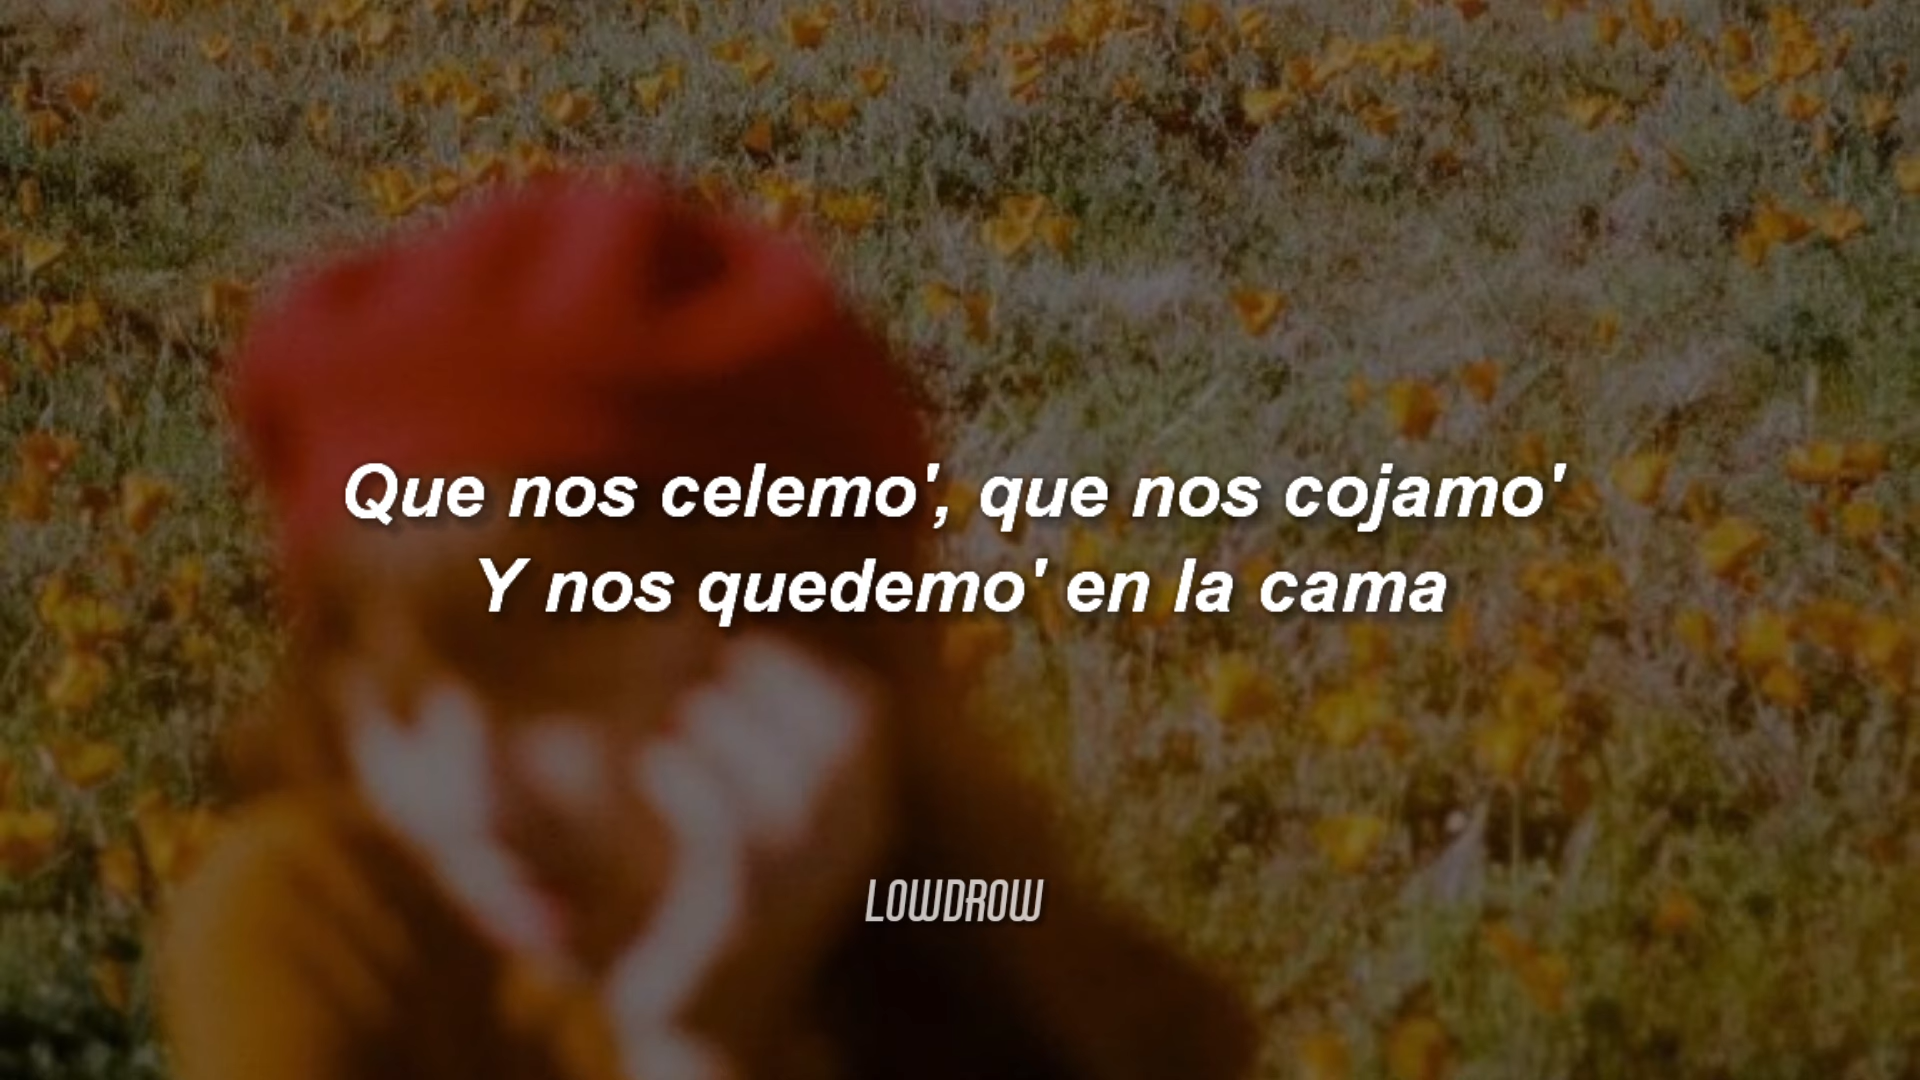 Que nos celemo', que nos cojamo'
Y nos quedemo' en la cama
LOWDROW